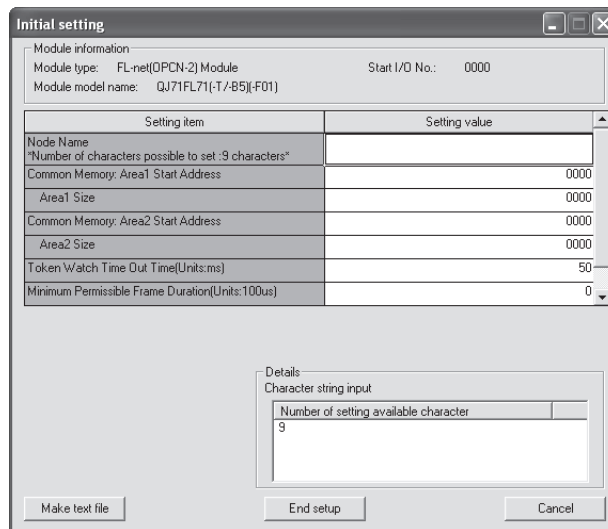 Initial setting
Module information
Module type: FL-net(OPCN-2) Module Start I/O No.: 0000
Module model name: QJ71FL71(-T/-B5)(-F01)
Setting item Setting value
Node Name
*Number of characters possible to set :9 characters*
Common Memory: Area1 Start Address 0000
Area1 Size 0000
Common Memory: Area2 Start Address 0000
Area2 Size 0000
Token Watch Time Out Time(Units:ms) 50
Minimum Permissible Frame Duration(Units:100us) 0
Details
Character string input
Number of setting available character
9
Make text file End setup Cancel